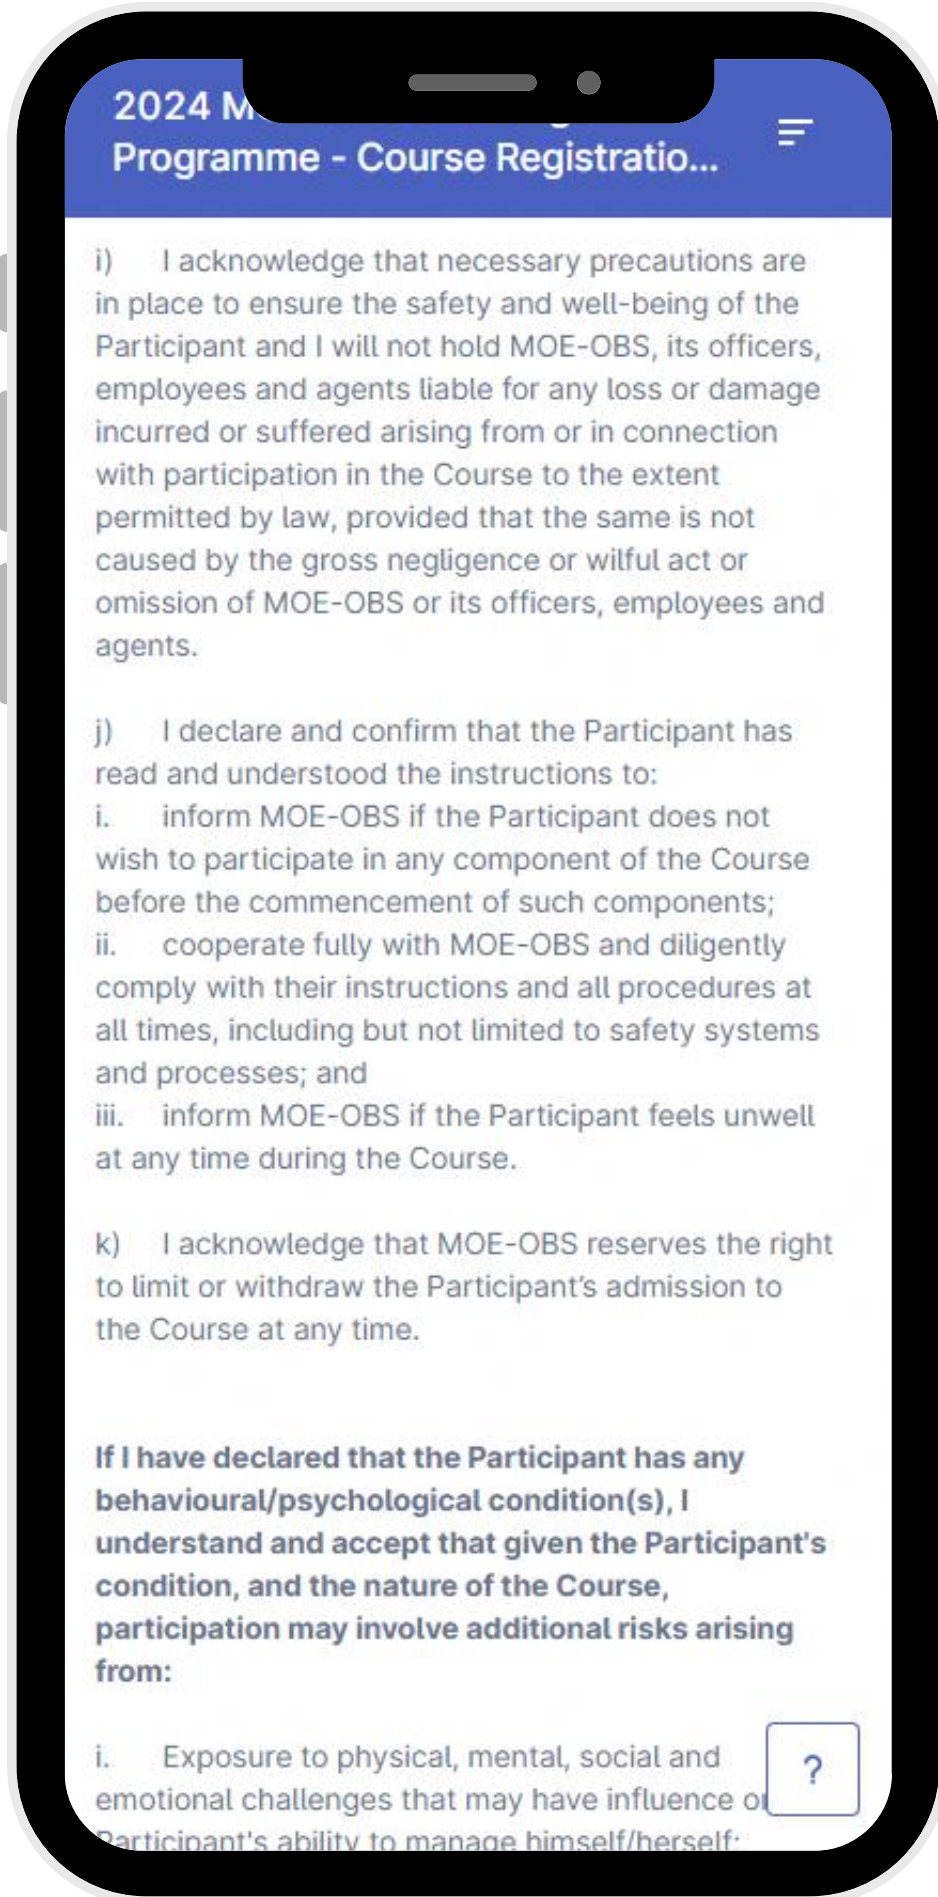 2024 M
Programme - Course Registratio...
i) I acknowledge that necessary precautions are
in place to ensure the safety and well-being of the
Participant and I will not hold MOE-OBS, its officers,
employees and agents liable for any loss or damage
incurred or suffered arising from or in connection
with participation in the Course to the extent
permitted by law, provided that the same is not
caused by the gross negligence or wilful act or
omission of MOE-OBS or its officers, employees and
agents.
j) I declare and confirm that the Participant has
read and understood the instructions to:
i. inform MOE-OBS if the Participant does not
wish to participate in any component of the Course
before the commencement of such components;
ii. cooperate fully with MOE-OBS and diligently
comply with their instructions and all procedures at
all times, including but not limited to safety systems
and processes; and
iii. inform MOE-OBS if the Participant feels unwell
at any time during the Course.
k) I acknowledge that MOE-OBS reserves the right
to limit or withdraw the Participant's admission to
the Course at any time.
If I have declared that the Participant has any
behavioural/psychological condition(s), I
understand and accept that given the Participant's
condition, and the nature of the Course,
participation may involve additional risks arising
from:
i. Exposure to physical, mental, social and
emotional challenges that may have influence
Participant's ability to manage himself/herself;
?